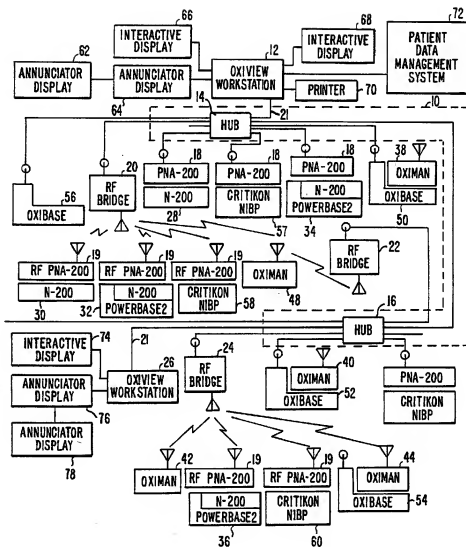 66
INTERACTIVE
DISPLAY
12
68
INTERACTIVE
DISPLAY
72
PATIENT
DATA
MANAGEMENT
SYSTEM
62
ANNUNCIATOR
DISPLAY
ANNUNCIATOR
DISPLAY
64
OXIVIEW
WORKSTATION
PRINTER
70
10
14
21
HUB
20
RF
BRIDGE
56
OXIBASE
18
PNA-200
N-200
28
18
PNA-200
CRITIKON
NIBP
57
18
PNA-200
N-200
POWERBASE2
34
38
OXIMAN
OXIBASE
50
RF
BRIDGE
22
19
RF PNA-200
N-200
30
19
RF PNA-200
N-200
POWERBASE2
32
19
RF PNA-200
CRITIKON
NIBP
58
OXIMAN
48
16
HUB
74
INTERACTIVE
DISPLAY
21
26
OXIVIEW
WORKSTATION
24
RF
BRIDGE
40
OXIMAN
52
OXIBASE
PNA-200
CRITIKON
NIBP
ANNUNCIATOR
DISPLAY
76
ANNUNCIATOR
DISPLAY
78
OXIMAN
42
19
RF PNA-200
N-200
POWERBASE2
36
19
RF PNA-200
CRITIKON
NIBP
60
44
OXIMAN
OXIBASE
54